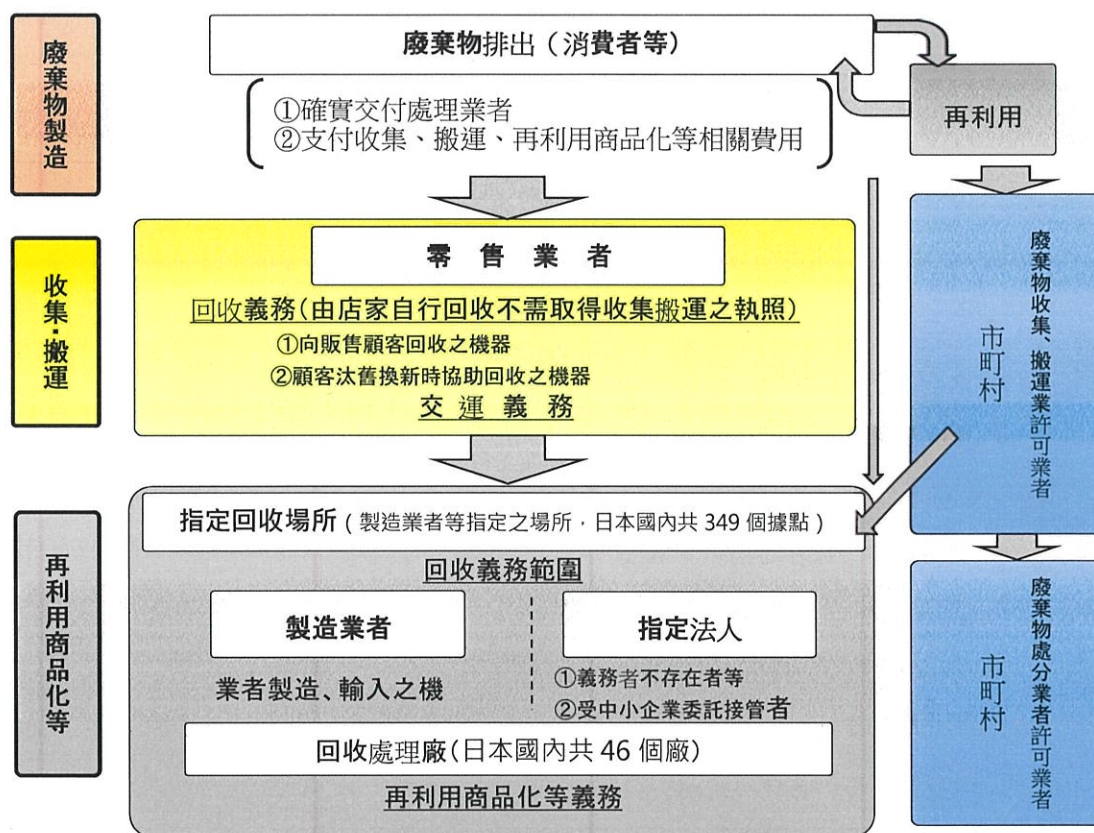 廢棄物製造
廢棄物排出（消費者等）
①確實交付處理業者
②支付收集、搬運、再利用商品化等相關費用
再利用
收集・搬運
零售業者
回收義務(由店家自行回收不需取得收集搬運之執照)
①向販售顧客回收之機器
②顧客汰舊換新時協助回收之機器
交運義務
廢棄物收集、搬運業許可業者
市町村
再利用商品化等
指定回收場所（製造業者等指定之場所，日本國內共 349 個據點）
回收義務範圍
製造業者
業者製造、輸入之機
指定法人
①義務者不存在者等
②受中小企業委託接管者
回收處理廠(日本國內共 46 個廠)
再利用商品化等義務
廢棄物處分業者許可業者
市町村